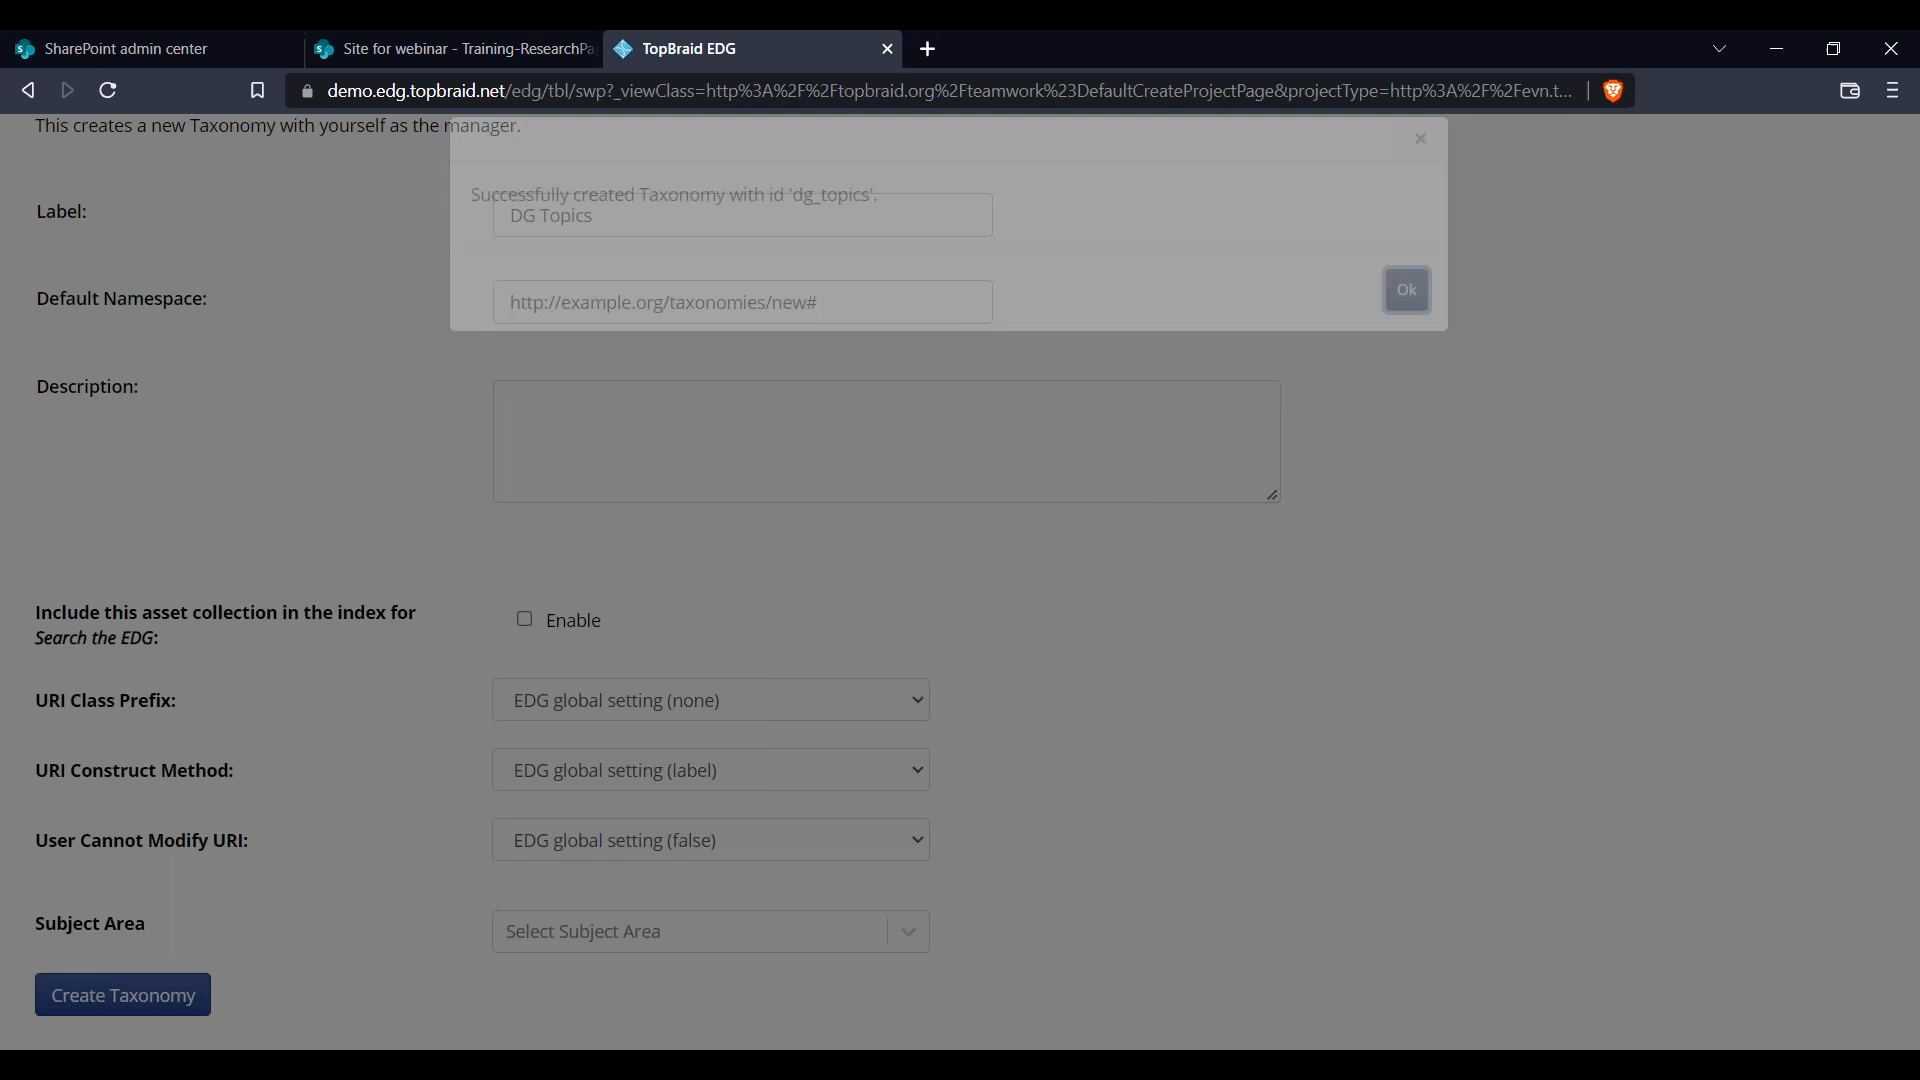 SharePoint admin center
Site for webinar - Training-ResearchPa
TopBraid EDG
demo.edg.topbraid.net/edg/tbl/swp?_viewClass=http%3A%2F%2Ftopbraid.org%2Fteamwork%23DefaultCreateProjectPage&projectType=http%3A%2F%2Fevn.t...
This creates a new Taxonomy with yourself as the manager.
Successfully created Taxonomy with id 'dg_topics'.
Label:
DG Topics
Ok
Default Namespace:
http://example.org/taxonomies/new#
Description:
Include this asset collection in the index for
Search the EDG:
Enable
URI Class Prefix:
EDG global setting (none)
URI Construct Method:
EDG global setting (label)
User Cannot Modify URI:
EDG global setting (false)
Subject Area
Select Subject Area
Create Taxonomy